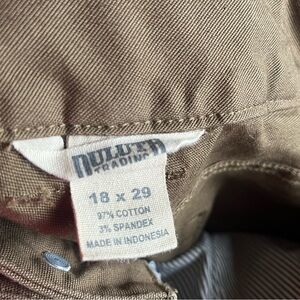 DULUTH
TRADING
18 x 29
97% COTTON
3% SPANDEX
MADE IN INDONESIA